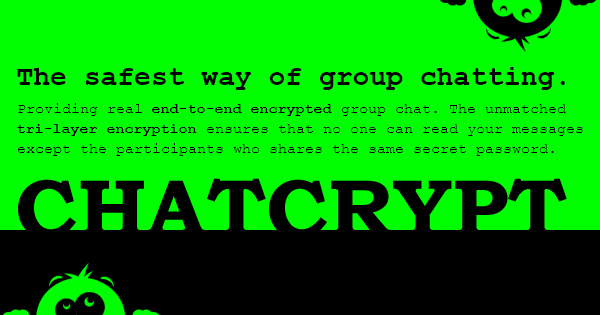 The safest way of group chatting.
Providing real end-to-end encrypted group chat. The unmatched
tri-layer encryption ensures that no one can read your messages
except the participants who shares the same secret password.
CHATCRYPT